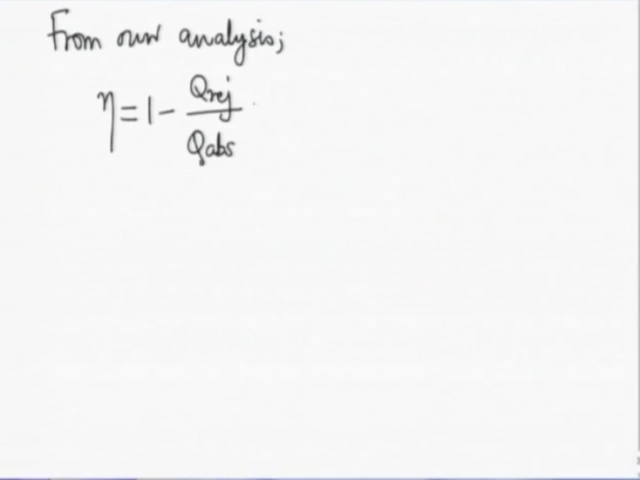 From our analysis;
η = 1 - Qrej / Qabs